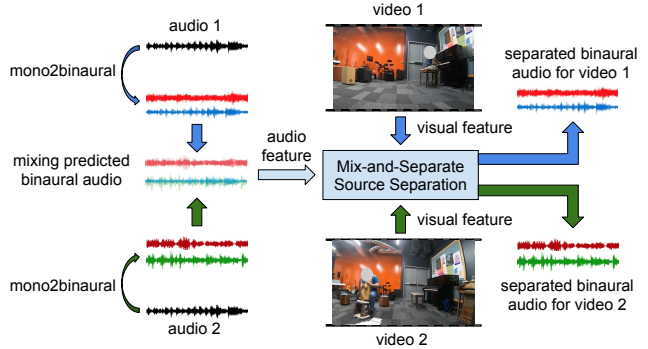 audio 1
video 1
mono2binaural
separated binaural
audio for video 1
mixing predicted
binaural audio
audio
feature
visual feature
Mix-and-Separate
Source Separation
visual feature
mono2binaural
audio 2
video 2
separated binaural
audio for video 2